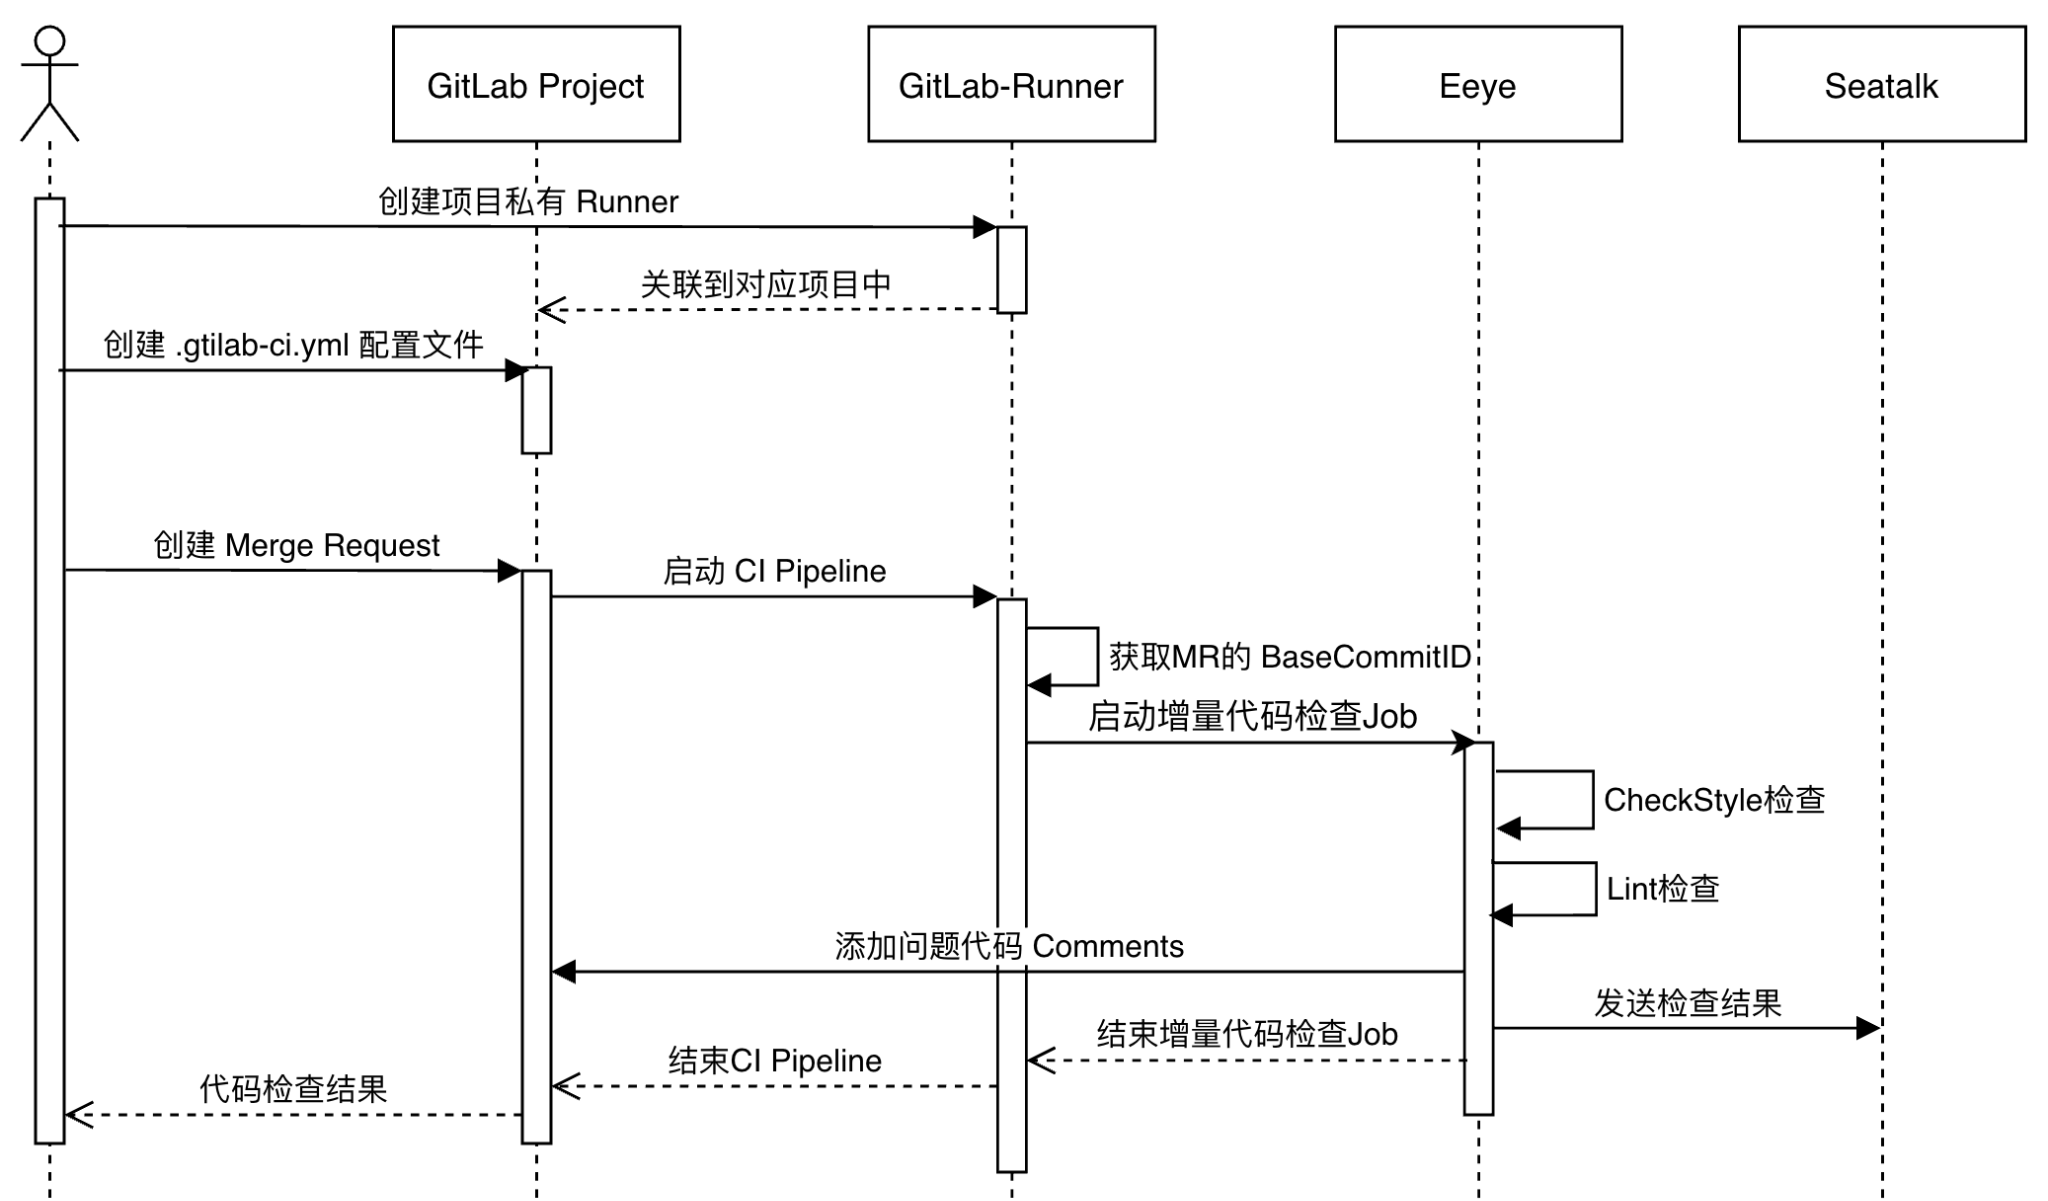 GitLab Project
GitLab-Runner
Eeye
Seatalk
创建项目私有 Runner
关联到对应项目中
创建 .gtilab-ci.yml 配置文件
创建 Merge Request
启动 CI Pipeline
获取MR的 BaseCommitID
启动增量代码检查Job
CheckStyle检查
Lint检查
添加问题代码 Comments
发送检查结果
结束增量代码检查Job
结束CI Pipeline
代码检查结果